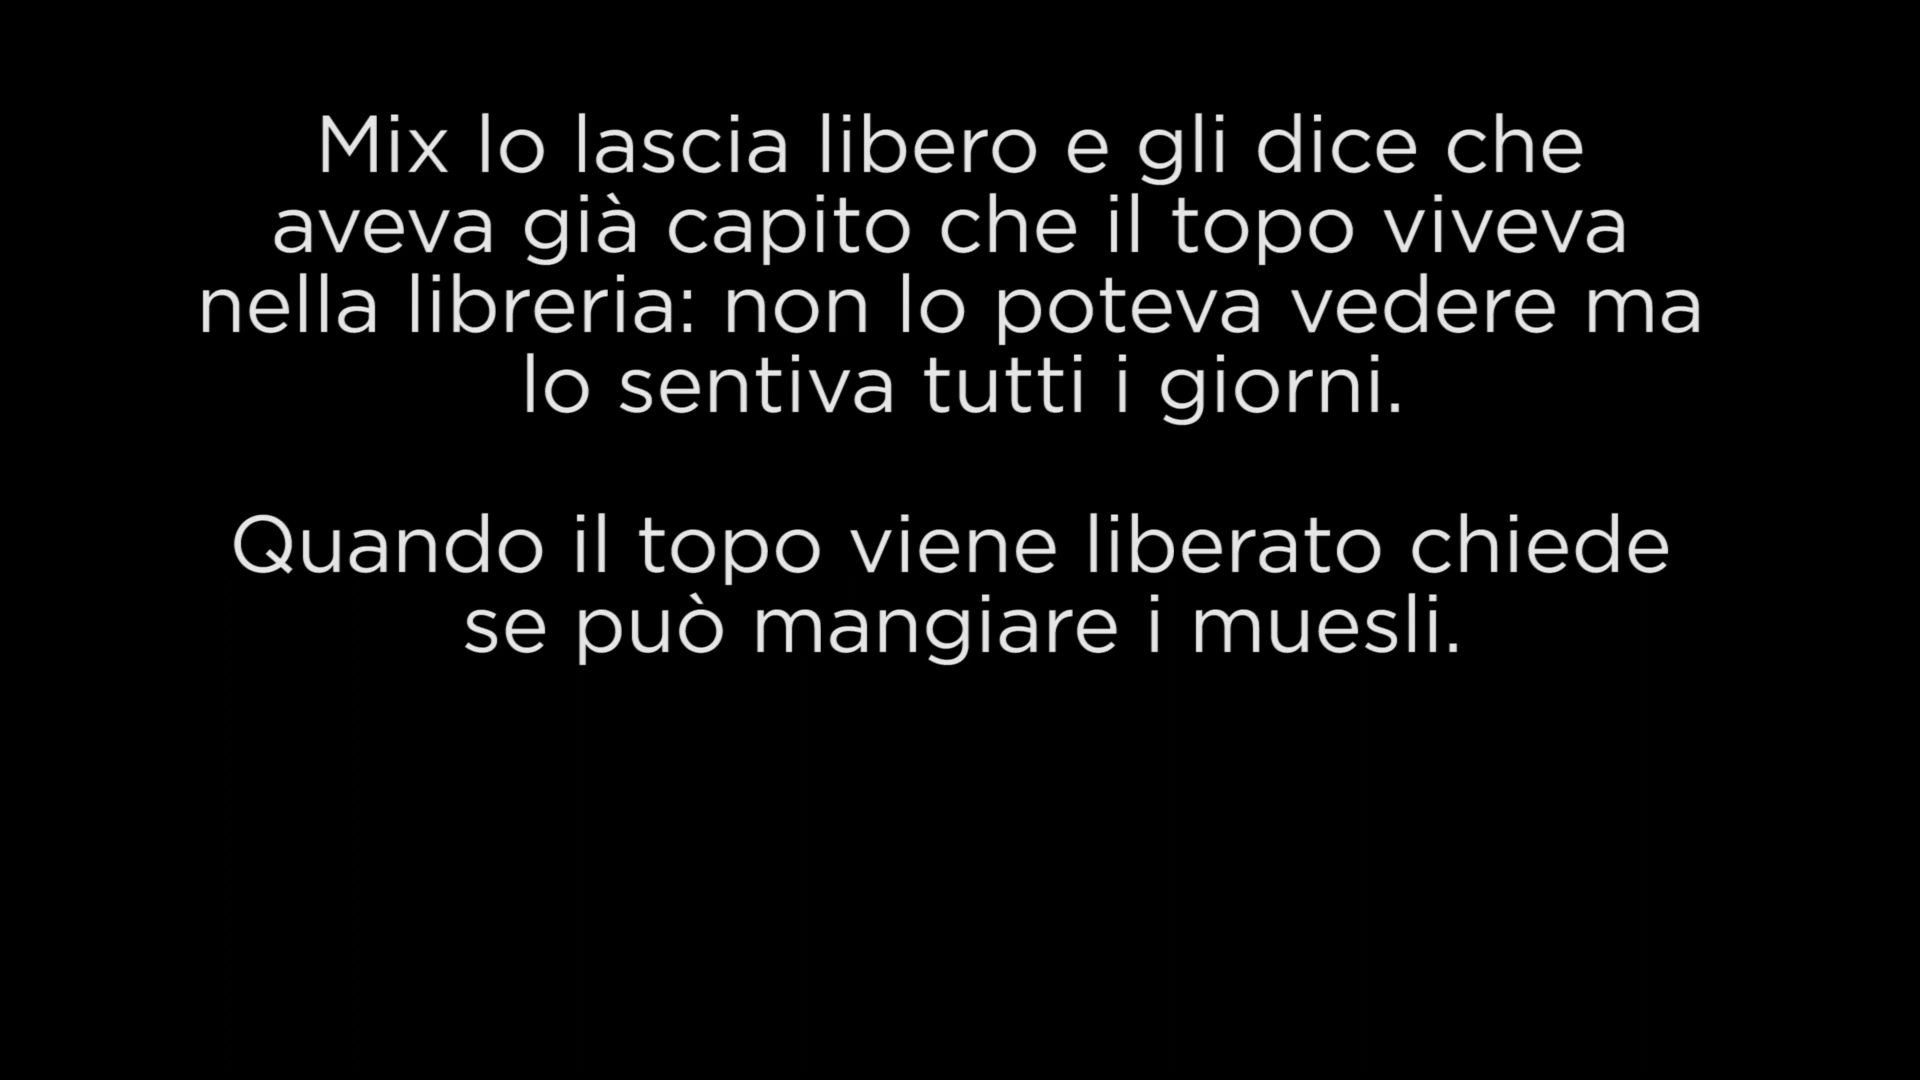 Mix lo lascia libero e gli dice che
aveva già capito che il topo viveva
nella libreria: non lo poteva vedere ma
lo sentiva tutti i giorni.
Quando il topo viene liberato chiede
se può mangiare i muesli.